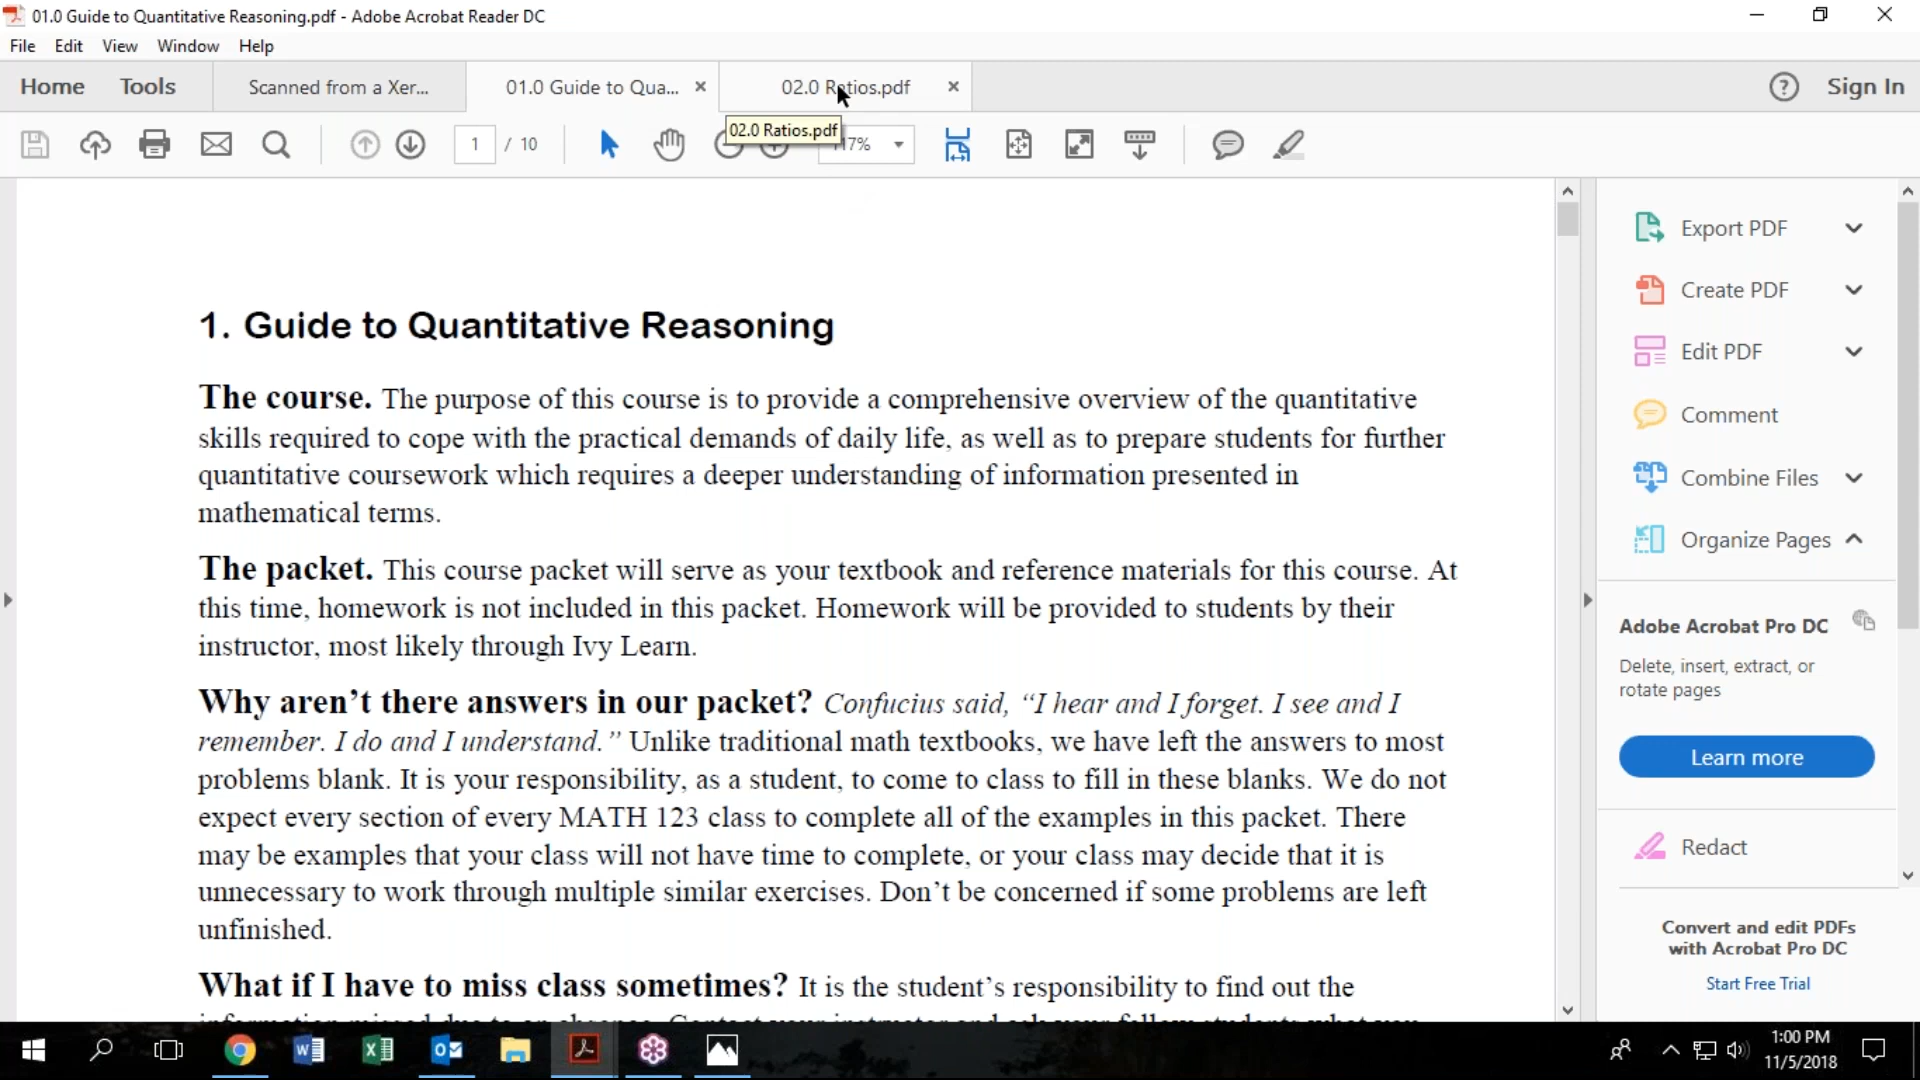 01.0 Guide to Quantitative Reasoning.pdf - Adobe Acrobat Reader DC
File Edit View Window Help
Home Tools Scanned from a Xer... 01.0 Guide to Qua... 02.0 Ratios.pdf Sign In
1 / 10
02.0 Ratios.pdf
1. Guide to Quantitative Reasoning
The course. The purpose of this course is to provide a comprehensive overview of the quantitative
skills required to cope with the practical demands of daily life, as well as to prepare students for further
quantitative coursework which requires a deeper understanding of information presented in
mathematical terms.
The packet. This course packet will serve as your textbook and reference materials for this course. At
this time, homework is not included in this packet. Homework will be provided to students by their
instructor, most likely through Ivy Learn.
Why aren’t there answers in our packet? Confucius said, “I hear and I forget. I see and I
remember. I do and I understand.” Unlike traditional math textbooks, we have left the answers to most
problems blank. It is your responsibility, as a student, to come to class to fill in these blanks. We do not
expect every section of every MATH 123 class to complete all of the examples in this packet. There
may be examples that your class will not have time to complete, or your class may decide that it is
unnecessary to work through multiple similar exercises. Don’t be concerned if some problems are left
unfinished.
What if I have to miss class sometimes? It is the student’s responsibility to find out the
Export PDF
Create PDF
Edit PDF
Comment
Combine Files
Organize Pages
Adobe Acrobat Pro DC
Delete, insert, extract, or
rotate pages
Learn more
Redact
Convert and edit PDFs
with Acrobat Pro DC
Start Free Trial
1:00 PM
11/5/2018